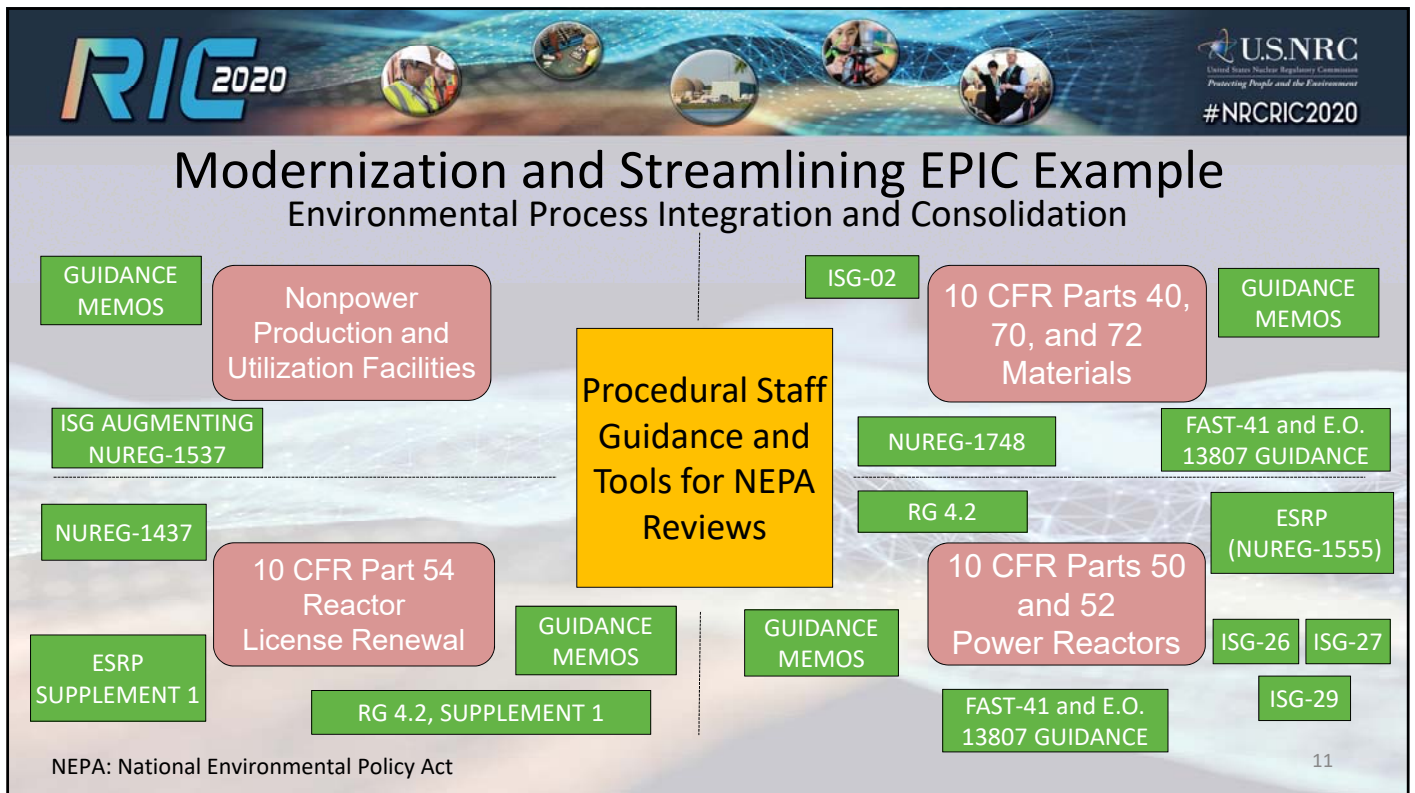 RIC 2020
U.S.NRC
United States Nuclear Regulatory Commission
Protecting People and the Environment
#NRCRIC2020
Modernization and Streamlining EPIC Example
Environmental Process Integration and Consolidation
GUIDANCE
MEMOS
Nonpower
Production and
Utilization Facilities
ISG AUGMENTING
NUREG-1537
ISG-02
10 CFR Parts 40,
70, and 72
Materials
GUIDANCE
MEMOS
NUREG-1748
FAST-41 and E.O.
13807 GUIDANCE
Procedural Staff
Guidance and
Tools for NEPA
Reviews
NUREG-1437
10 CFR Part 54
Reactor
License Renewal
GUIDANCE
MEMOS
ESRP
SUPPLEMENT 1
RG 4.2, SUPPLEMENT 1
RG 4.2
ESRP
(NUREG-1555)
10 CFR Parts 50
and 52
Power Reactors
GUIDANCE
MEMOS
ISG-26
ISG-27
ISG-29
FAST-41 and E.O.
13807 GUIDANCE
NEPA: National Environmental Policy Act
11